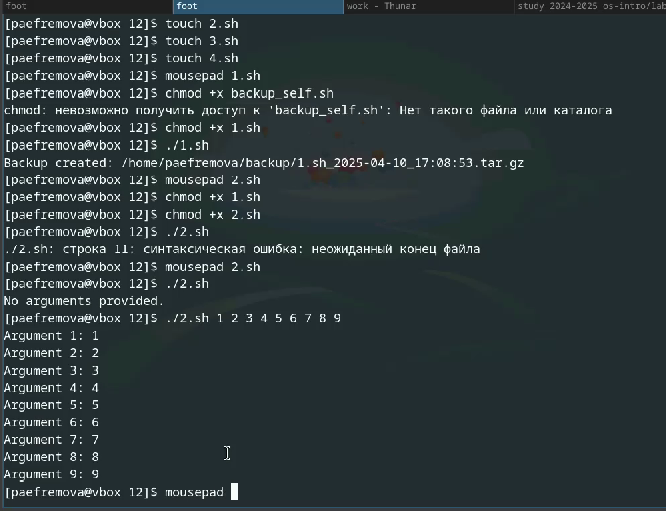 foot
foot
work - Thunar
study_2024-2025_os-intro/lab
[paefremova@vbox 12]$ touch 2.sh
[paefremova@vbox 12]$ touch 3.sh
[paefremova@vbox 12]$ touch 4.sh
[paefremova@vbox 12]$ mousepad 1.sh
[paefremova@vbox 12]$ chmod +x backup_self.sh
chmod: невозможно получить доступ к 'backup_self.sh': Нет такого файла или каталога
[paefremova@vbox 12]$ chmod +x 1.sh
[paefremova@vbox 12]$ ./1.sh
Backup created: /home/paefremova/backup/1.sh_2025-04-10_17:08:53.tar.gz
[paefremova@vbox 12]$ mousepad 2.sh
[paefremova@vbox 12]$ chmod +x 1.sh
[paefremova@vbox 12]$ chmod +x 2.sh
[paefremova@vbox 12]$ ./2.sh
./2.sh: строка 11: синтаксическая ошибка: неожиданный конец файла
[paefremova@vbox 12]$ mousepad 2.sh
[paefremova@vbox 12]$ ./2.sh
No arguments provided.
[paefremova@vbox 12]$ ./2.sh 1 2 3 4 5 6 7 8 9
Argument 1: 1
Argument 2: 2
Argument 3: 3
Argument 4: 4
Argument 5: 5
Argument 6: 6
Argument 7: 7
Argument 8: 8
Argument 9: 9
[paefremova@vbox 12]$ mousepad